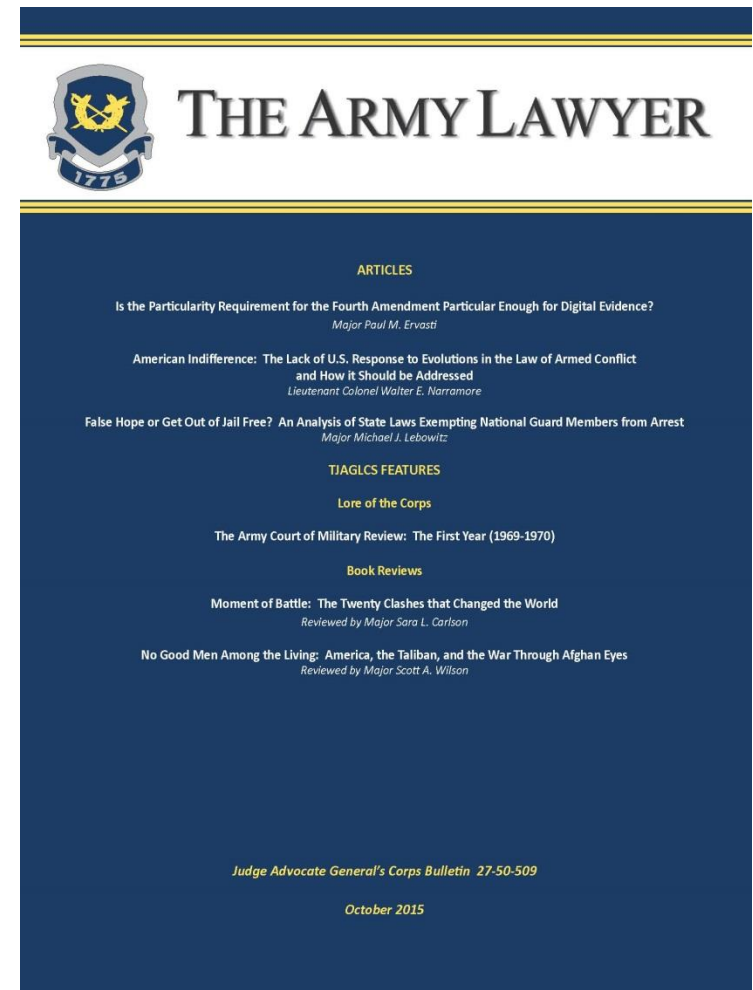 THE ARMY LAWYER
1775
ARTICLES
Is the Particularity Requirement for the Fourth Amendment Particular Enough for Digital Evidence?
Major Paul M. Ervasti
American Indifference: The Lack of U.S. Response to Evolutions in the Law of Armed Conflict
and How it Should be Addressed
Lieutenant Colonel Walter E. Narramore
False Hope or Get Out of Jail Free? An Analysis of State Laws Exempting National Guard Members from Arrest
Major Michael J. Lebowitz
TJAGLCS FEATURES
Lore of the Corps
The Army Court of Military Review: The First Year (1969-1970)
Book Reviews
Moment of Battle: The Twenty Clashes that Changed the World
Reviewed by Major Sara L. Carlson
No Good Men Among the Living: America, the Taliban, and the War Through Afghan Eyes
Reviewed by Major Scott A. Wilson
Judge Advocate General's Corps Bulletin 27-50-509
October 2015